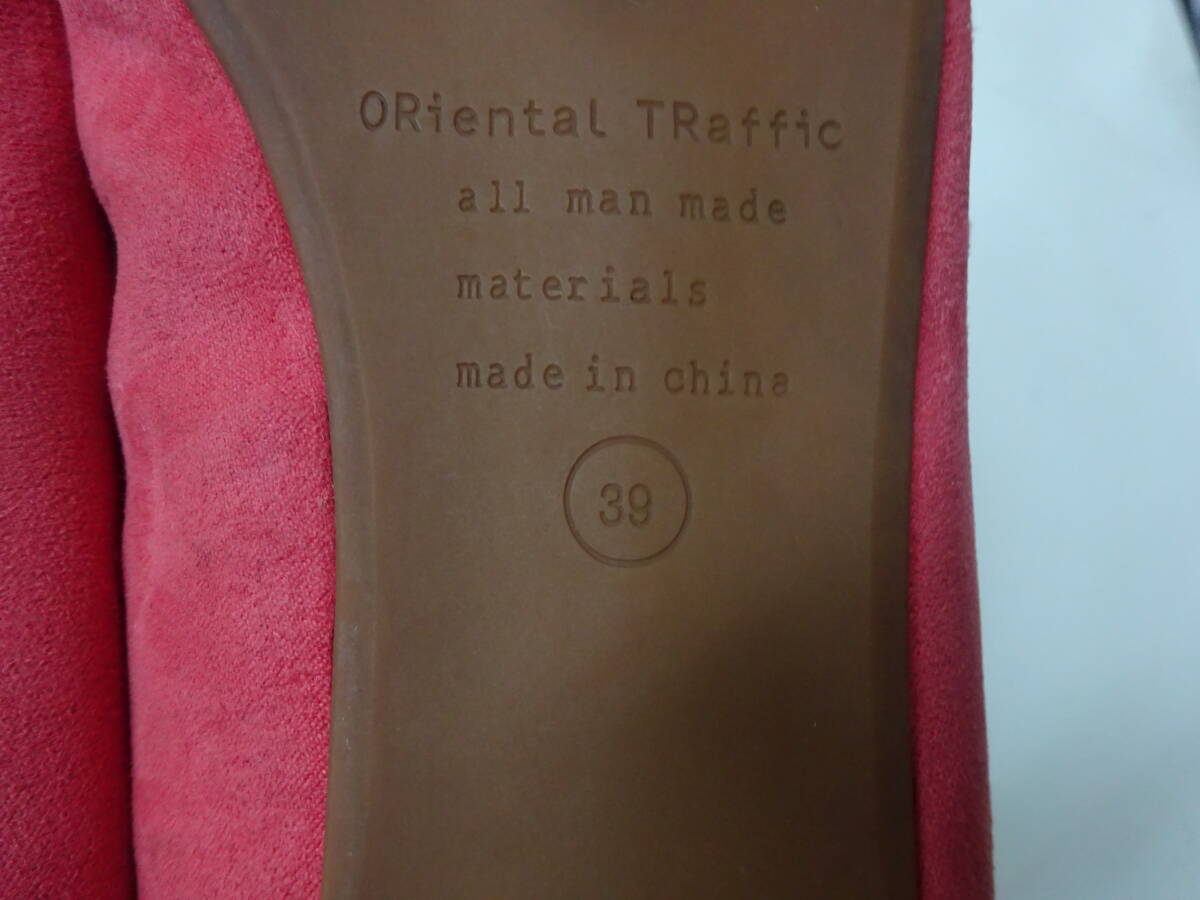 ORiental TRaffic
all man made
materials
made in china
39